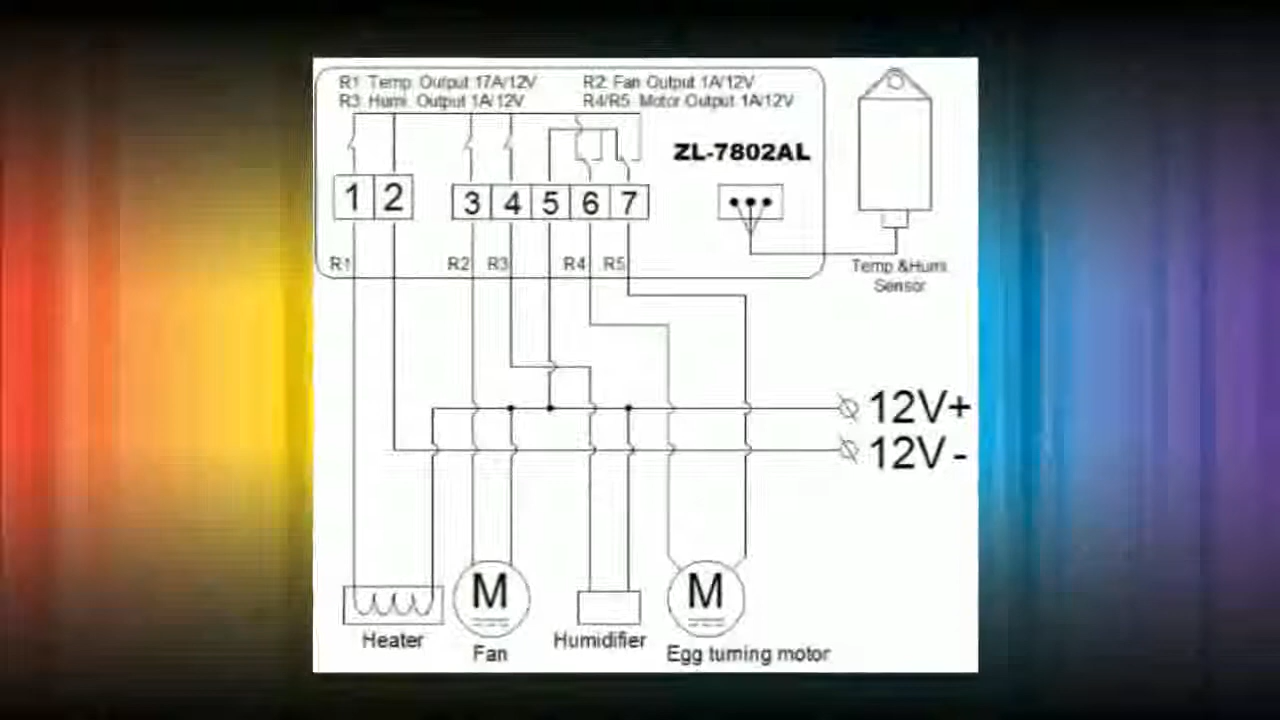 R1 Temp. Output 17A/12V R2 Fan Output 1A/12V
R3 Humi. Output 1A/12V R4/R5 Motor Output 1A/12V
ZL-7802AL
1 2 3 4 5 6 7
R1 R2 R3 R4 R5
Temp &Humi
Sensor
12V+
12V-
M M
Heater
Fan
Humidifier
Egg turning motor